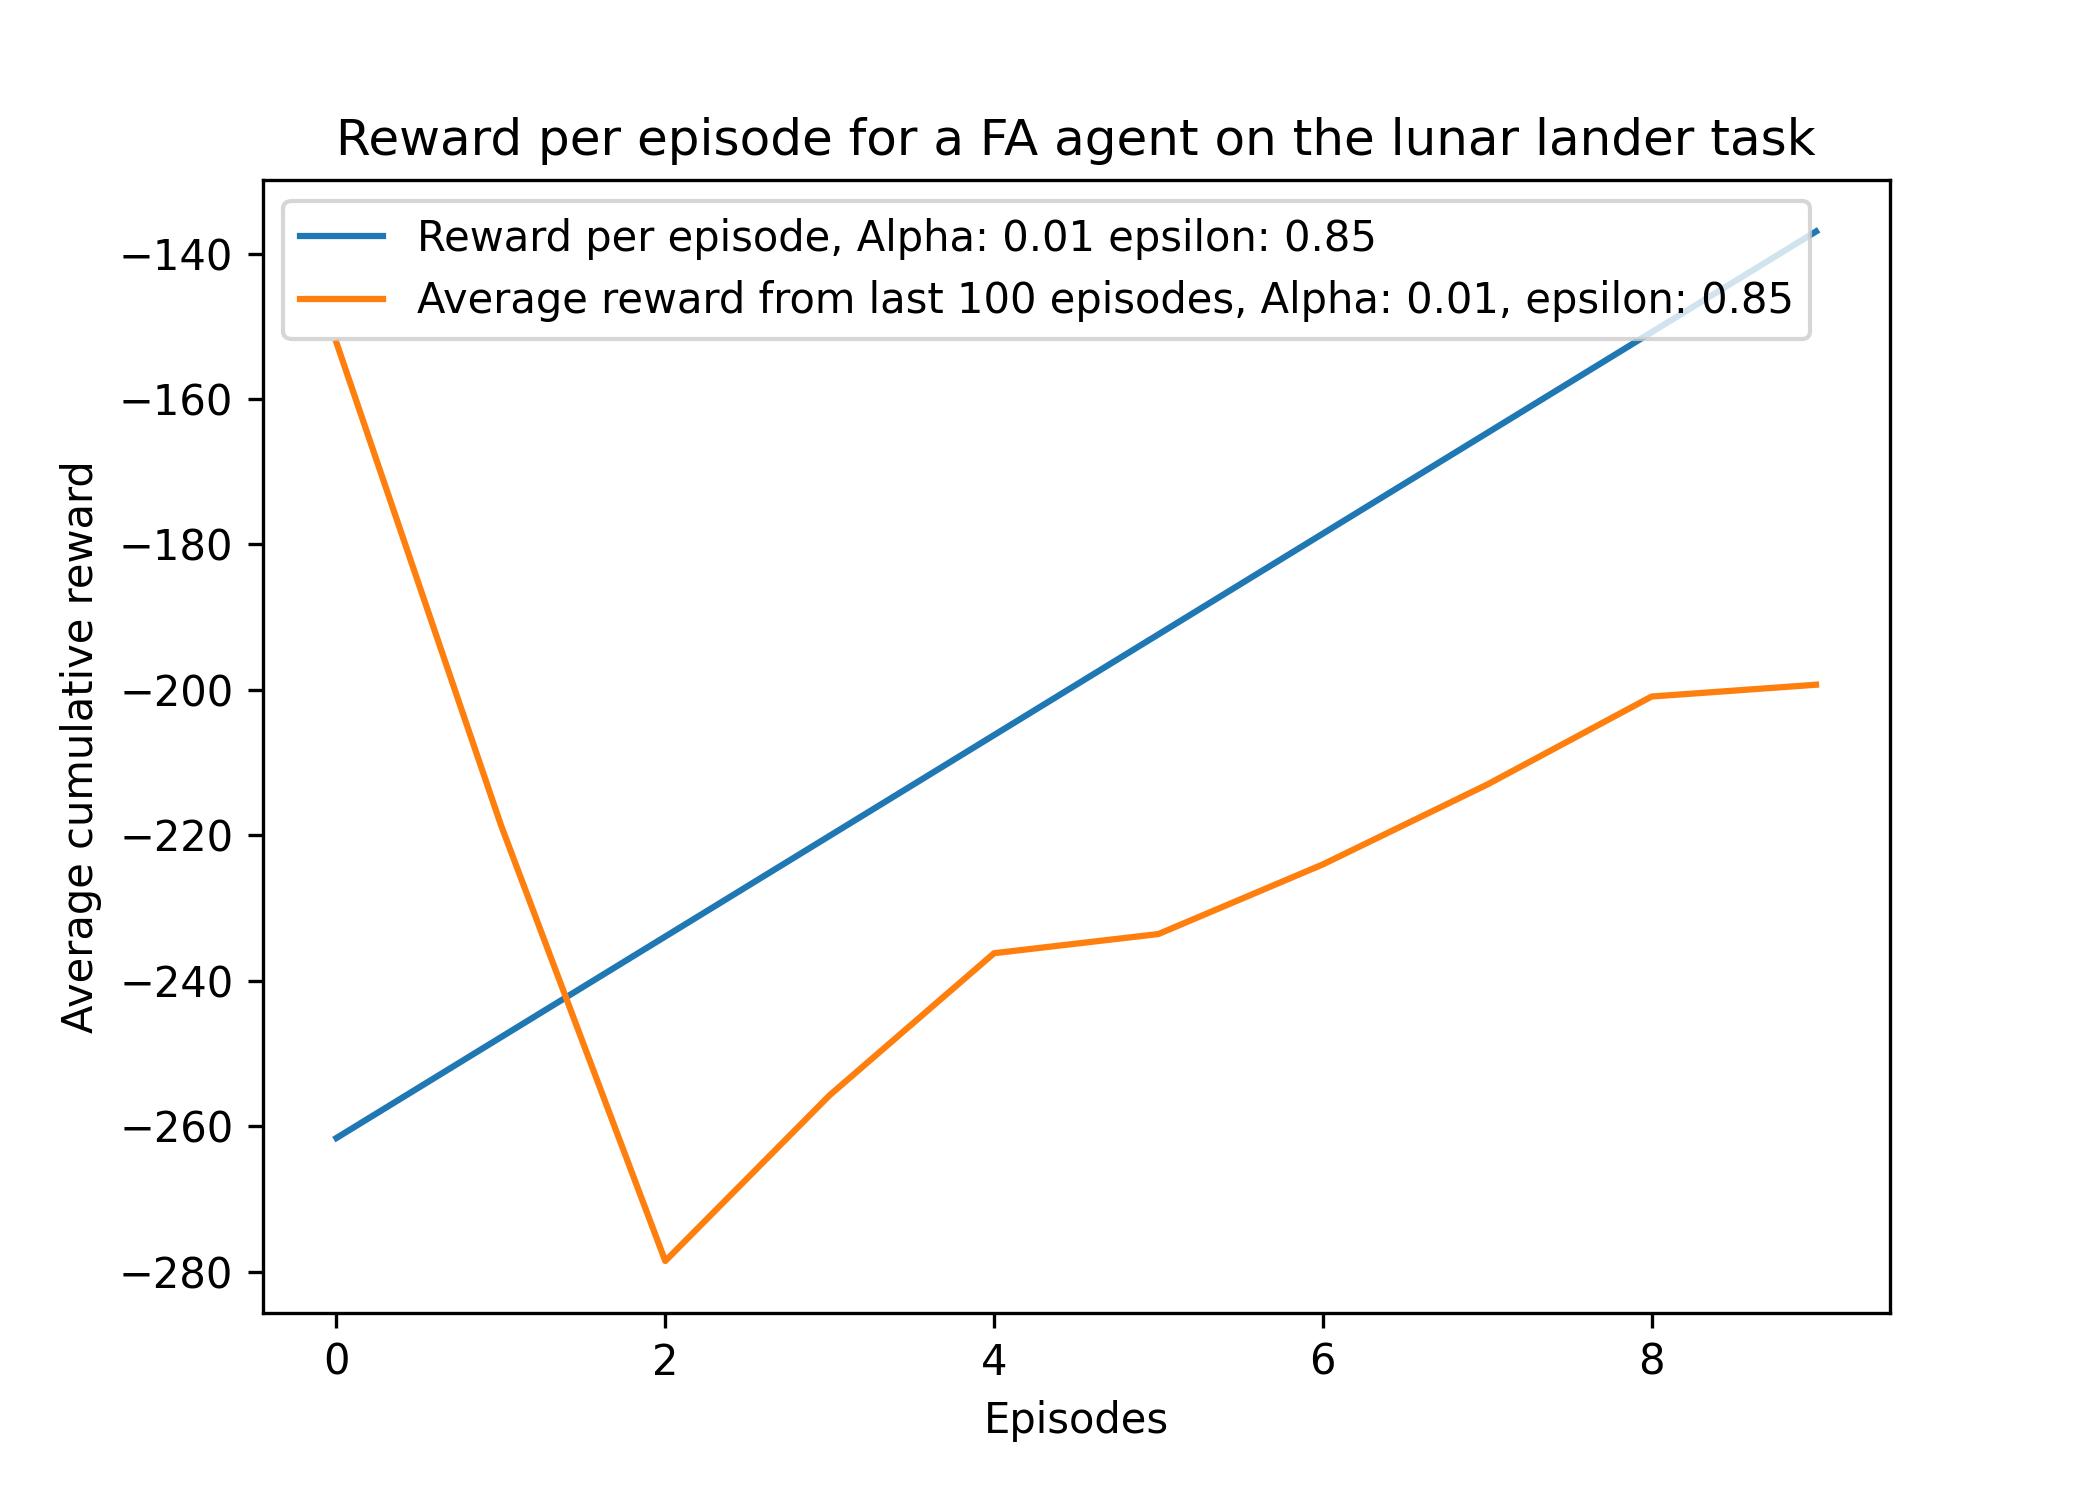 Reward per episode for a FA agent on the lunar lander task
Reward per episode, Alpha: 0.01 epsilon: 0.85
Average reward from last 100 episodes, Alpha: 0.01, epsilon: 0.85
Average cumulative reward
−140
−160
−180
−200
−220
−240
−260
−280
0 2 4 6 8
Episodes